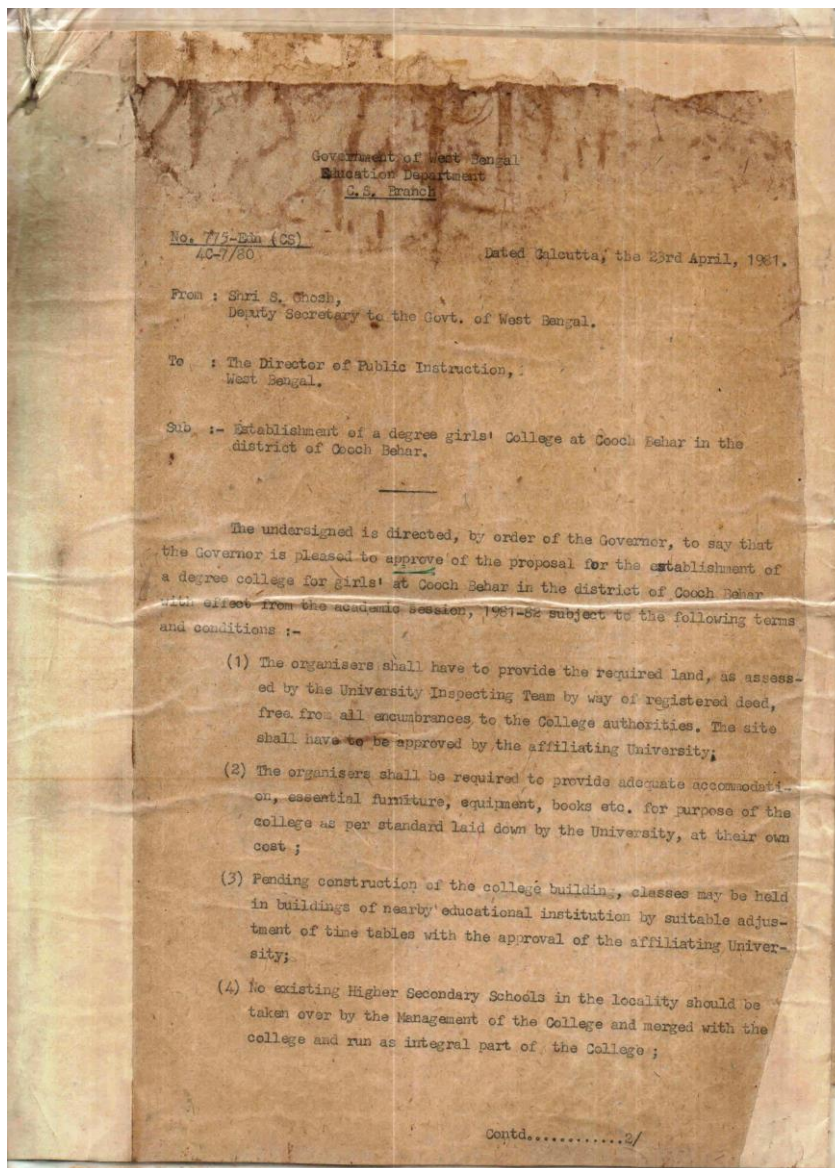 Government of West Bengal
Education Department
C.S. Branch
No. 775-Edn (CS)
4C-7/80
Dated Calcutta, the 23rd April, 1981.
From : Shri S. Ghosh,
Deputy Secretary to the Govt. of West Bengal.
To : The Director of Public Instruction,
West Bengal.
Sub :- Establishment of a degree girls' College at Cooch Behar in the
district of Cooch Behar.
The undersigned is directed, by order of the Governor, to say that
the Governor is pleased to approve of the proposal for the establishment of
a degree college for girls' at Cooch Behar in the district of Cooch Behar
with effect from the academic session, 1981-82 subject to the following terms
and conditions :-
(1) The organisers shall have to provide the required land, as assess-
ed by the University Inspecting Team by way of registered deed,
free from all encumbrances to the College authorities. The site
shall have to be approved by the affiliating University;
(2) The organisers shall be required to provide adequate accommodati-
on, essential furniture, equipment, books etc. for purpose of the
college as per standard laid down by the University, at their own
cost ;
(3) Pending construction of the college building, classes may be held
in buildings of nearby educational institution by suitable adjus-
tment of time tables with the approval of the affiliating Univer-
sity;
(4) No existing Higher Secondary Schools in the locality should be
taken over by the Management of the College and merged with the
college and run as integral part of the College ;
Contd............2/